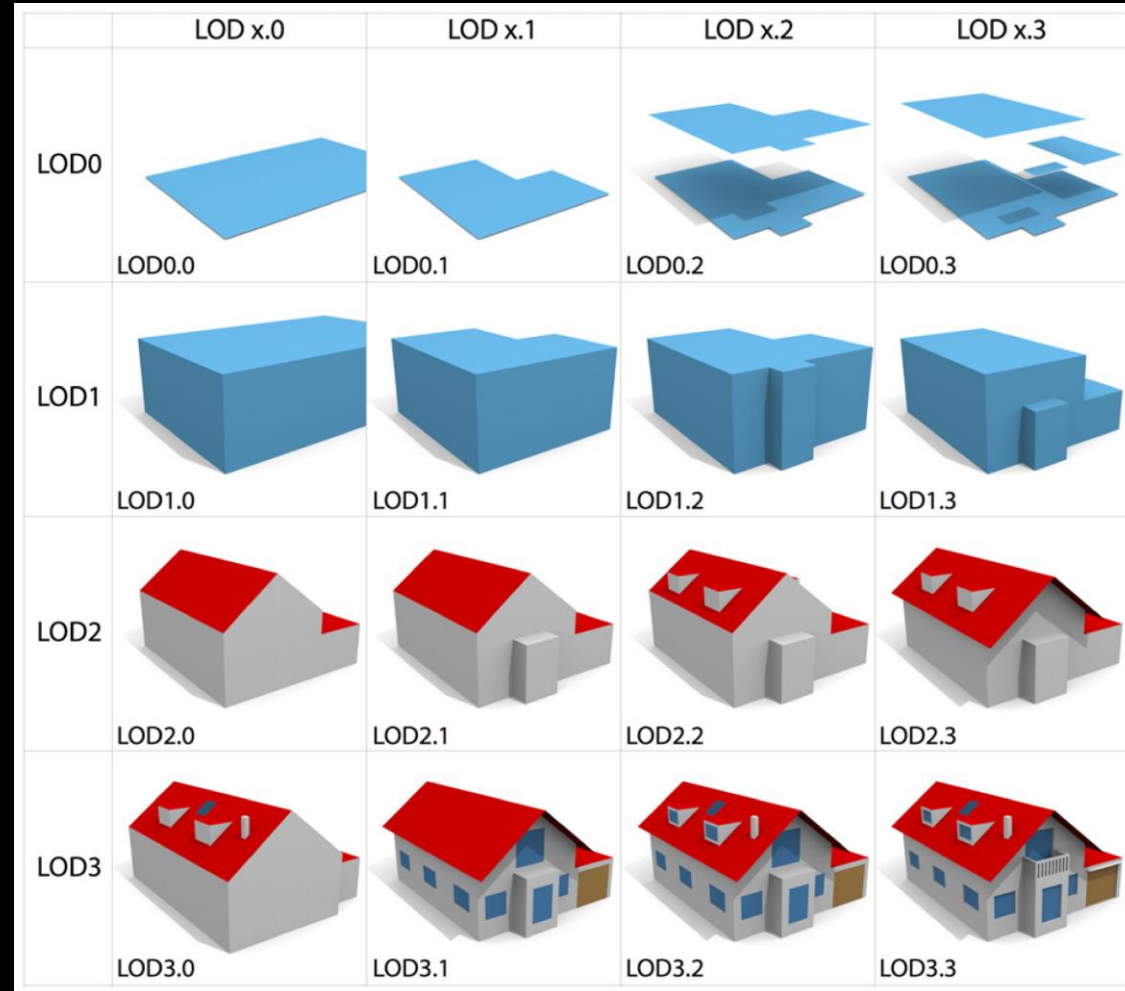 LOD x.0 LOD x.1 LOD x.2 LOD x.3
LOD0
LOD0.0 LOD0.1 LOD0.2 LOD0.3
LOD1
LOD1.0 LOD1.1 LOD1.2 LOD1.3
LOD2
LOD2.0 LOD2.1 LOD2.2 LOD2.3
LOD3
LOD3.0 LOD3.1 LOD3.2 LOD3.3